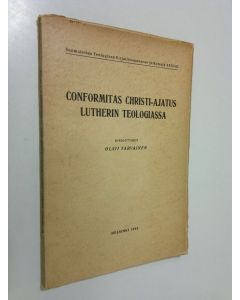 Suomalaisen Teologisen Kirjallisuusseuran julkaisuja
CONFORMITAS CHRISTI-AJATUS
LUTHERIN TEOLOGIASSA
KIRJOITTANUT
OLAVI TARVAINEN
HELSINKI